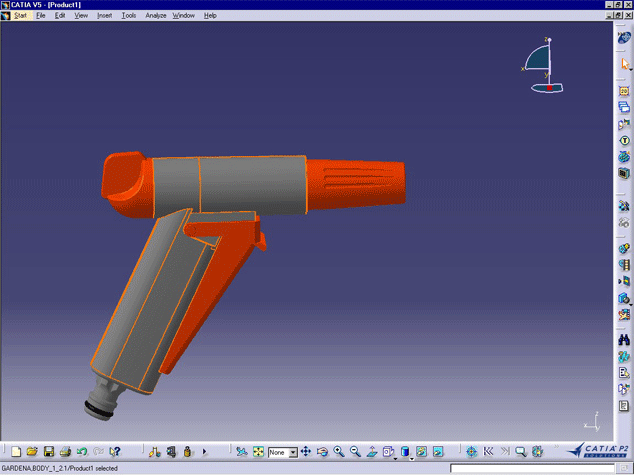 CATIA V5 - [Product1]
Start File Edit View Insert Tools Analyze Window Help
z
x
y
None
CATIA P2
SOLUTIONS
GARDENA.BODY_1_2.1/Product1 selected